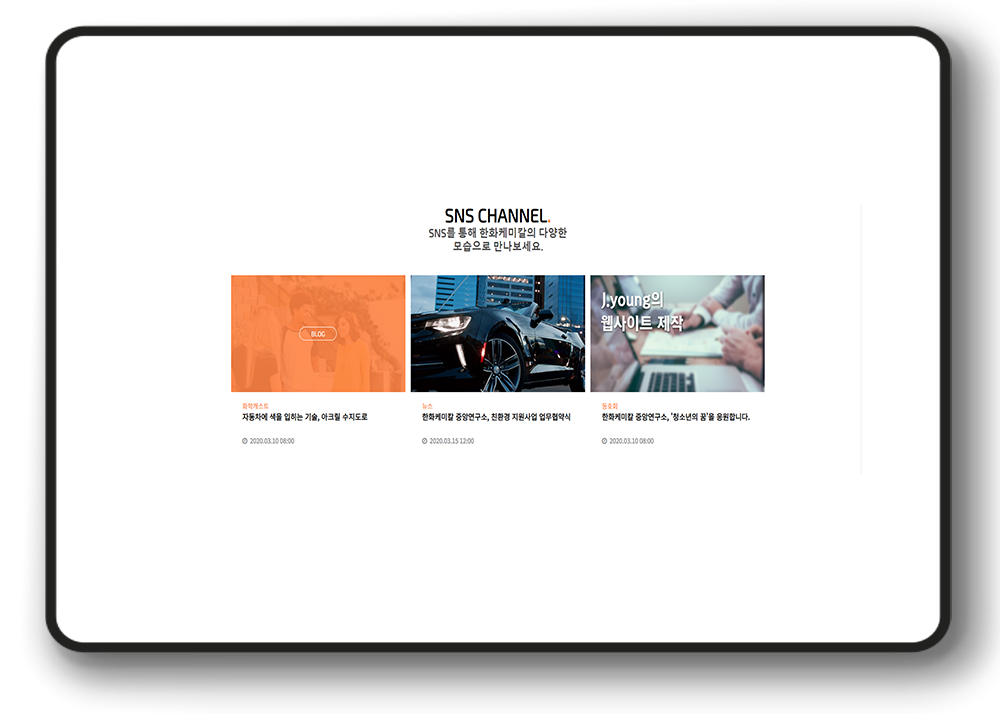 SNS CHANNEL.
SNS를 통해 한화케미칼의 다양한
모습으로 만나보세요.
BLOG
J:young의
웹사이트 제작
화학캐스트
자동차에 색을 입히는 기술, 아크릴 수지도료
2020.03.10 08:00
뉴스
한화케미칼 중앙연구소, 친환경 지원사업 업무협약식
2020.03.15 12:00
동호회
한화케미칼 중앙연구소, '청소년의 꿈'을 응원합니다.
2020.03.10 08:00